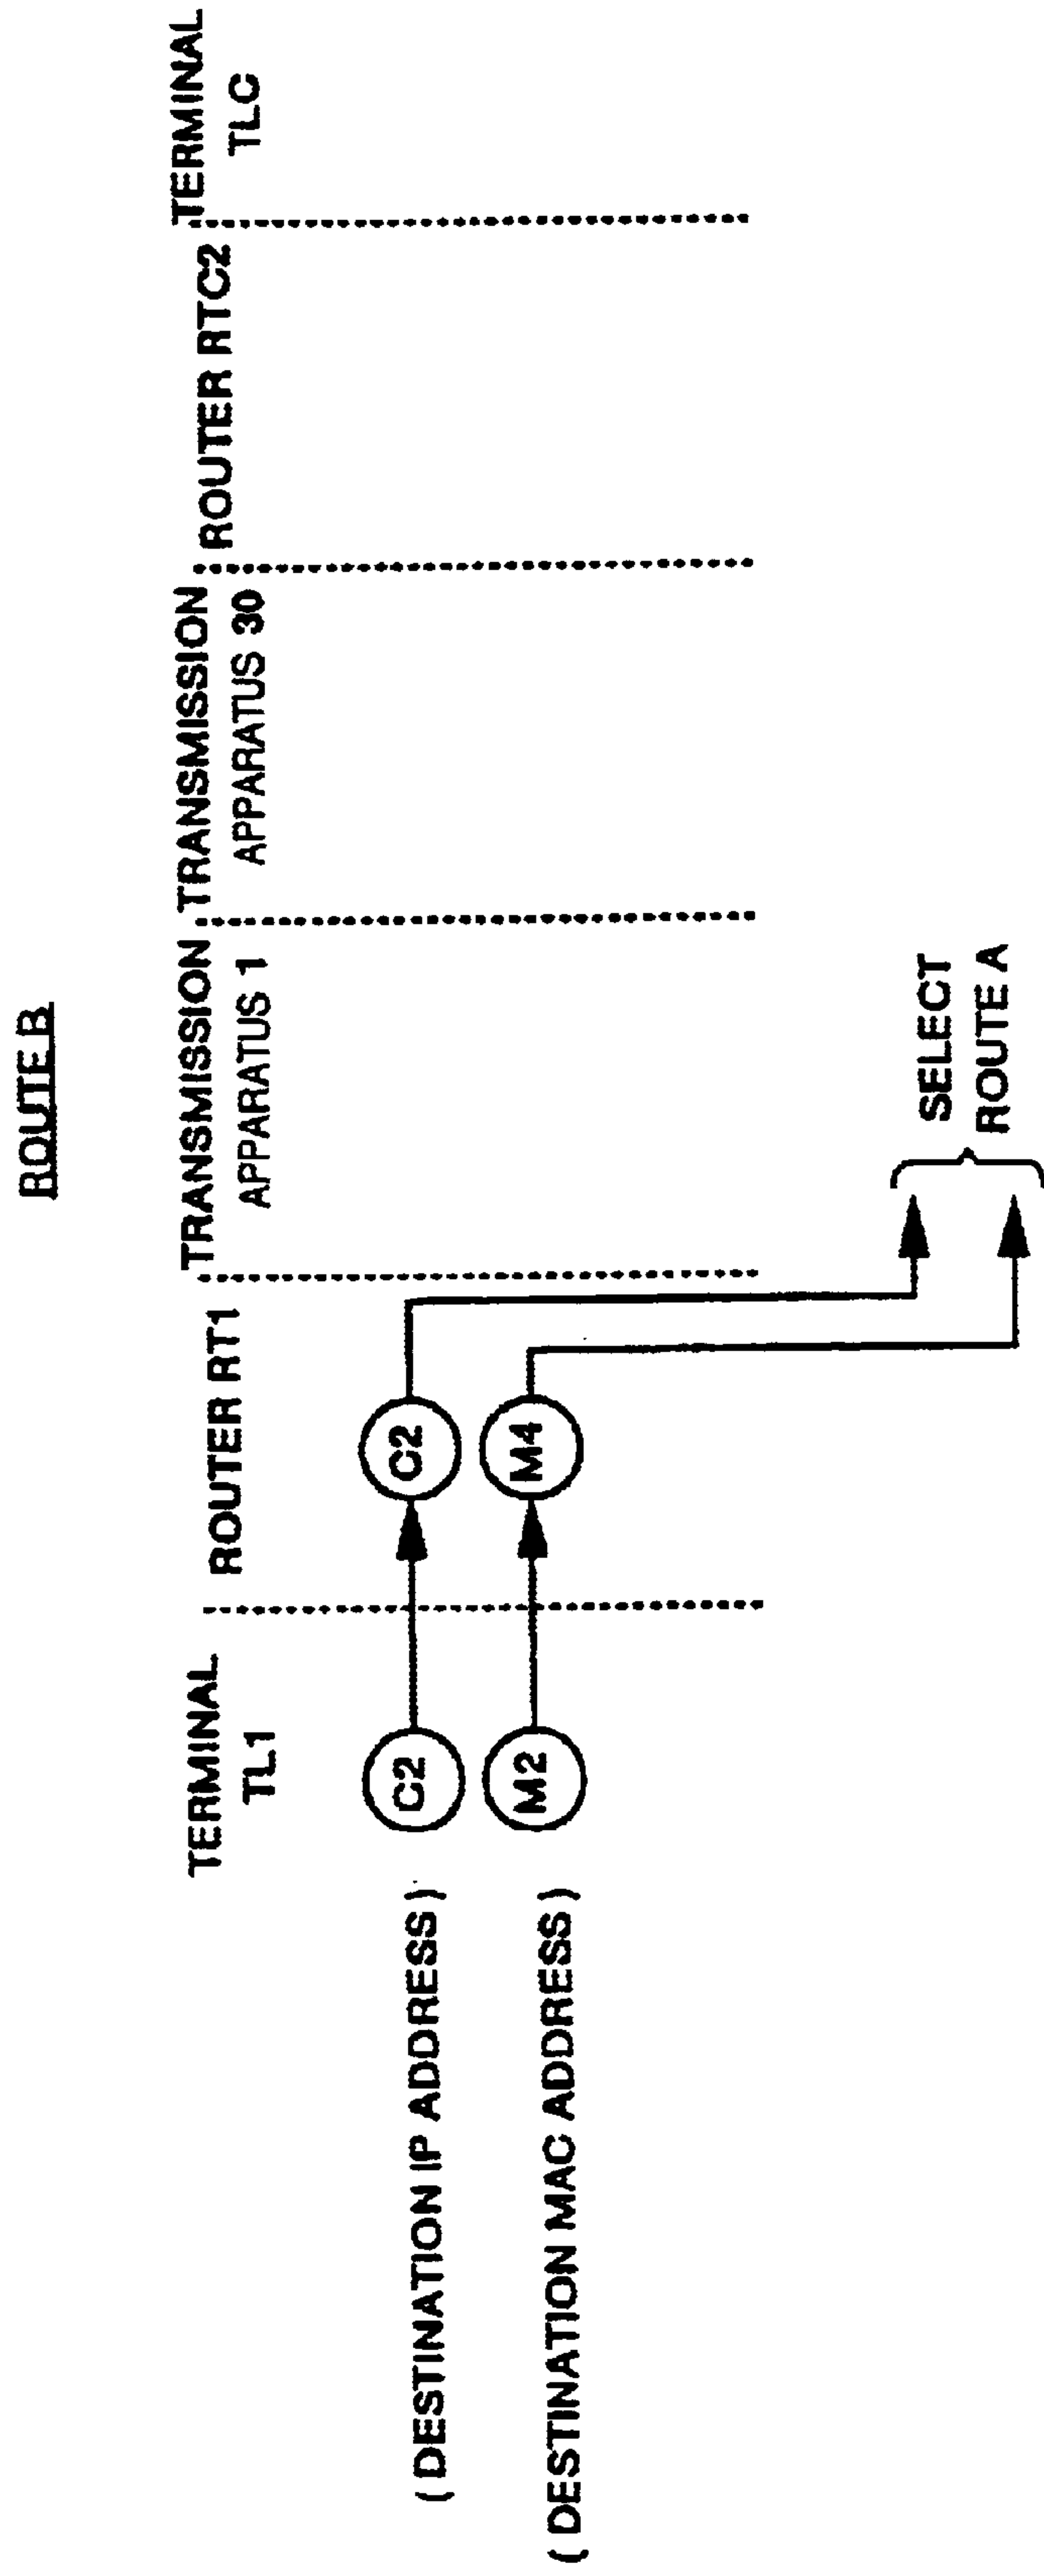 ROUTE B
TERMINAL
TL1
ROUTER RT1
TRANSMISSION
APPARATUS 1
TRANSMISSION
APPARATUS 30
ROUTER RTC2
TERMINAL
TLC
( DESTINATION IP ADDRESS )
C2
C2
( DESTINATION MAC ADDRESS )
M2
M4
SELECT
ROUTE A